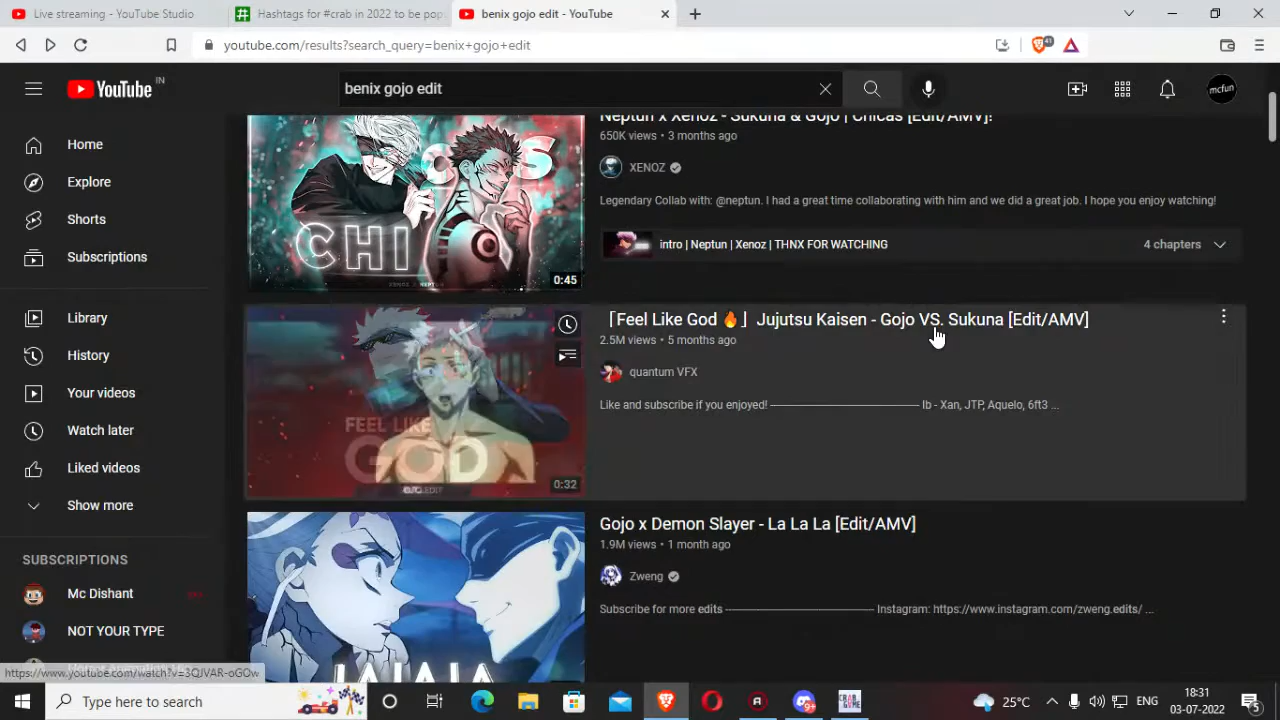 Live streaming - YouTube Studio
Hashtags for #crab in 2022 to be pop
benix gojo edit - YouTube
youtube.com/results?search_query=benix+gojo+edit
41
YouTube IN
benix gojo edit
mcfun
Home
Explore
Shorts
Subscriptions
Library
History
Your videos
Watch later
Liked videos
Show more
SUBSCRIPTIONS
Mc Dishant
NOT YOUR TYPE
Neptun x Xenoz - Sukuna & Gojo | Chicas [Edit/AMV]!
650K views • 3 months ago
XENOZ
Legendary Collab with: @neptun. I had a great time collaborating with him and we did a great job. I hope you enjoy watching!
intro | Neptun | Xenoz | THNX FOR WATCHING
4 chapters
CHI
0:45
「Feel Like God 🔥」 Jujutsu Kaisen - Gojo VS. Sukuna [Edit/AMV]
2.5M views • 5 months ago
quantum VFX
Like and subscribe if you enjoyed! ———————————— Ib - Xan, JTP, Aquelo, 6ft3 ...
FEEL LIKE
GOD
0:32
Gojo x Demon Slayer - La La La [Edit/AMV]
1.9M views • 1 month ago
Zweng
Subscribe for more edits ———————————— Instagram: https://www.instagram.com/zweng.edits/ ...
LALALA
https://www.youtube.com/watch?v=3QJVAR-oGOw
Type here to search
25°C
ENG
18:31
03-07-2022
5